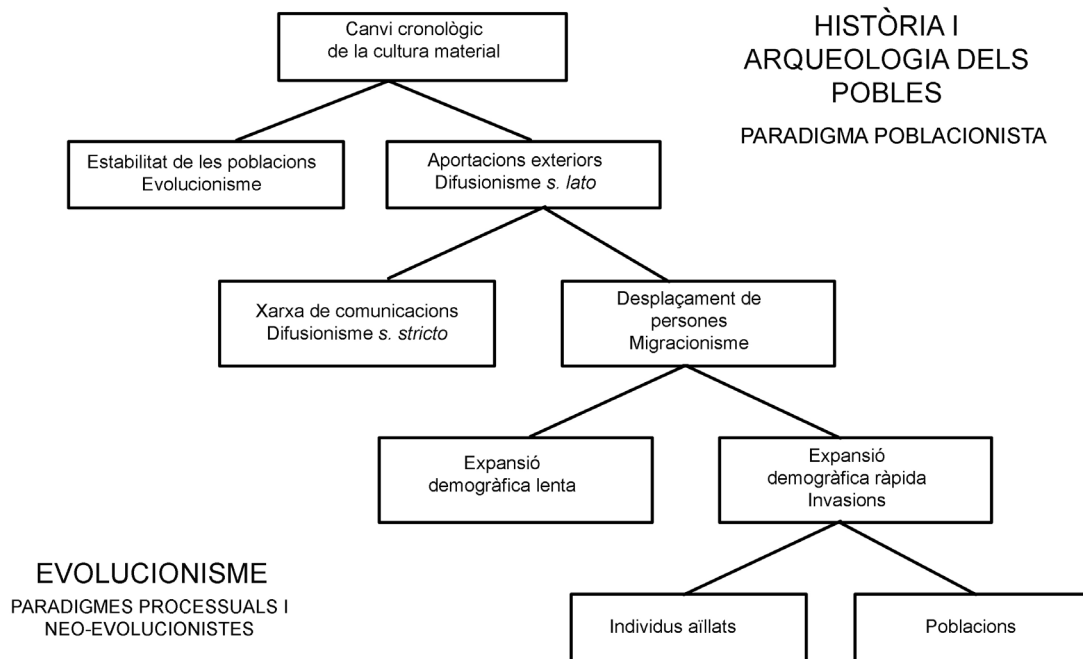 Canvi cronològic
de la cultura material
HISTÒRIA I
ARQUEOLOGIA DELS
POBLES
PARADIGMA POBLACIONISTA
Estabilitat de les poblacions
Evolucionisme
Aportacions exteriors
Difusionisme s. lato
Xarxa de comunicacions
Difusionisme s. stricto
Desplaçament de
persones
Migracionisme
Expansió
demogràfica lenta
Expansió
demogràfica ràpida
Invasions
EVOLUCIONISME
PARADIGMES PROCESSUALS I
NEO-EVOLUCIONISTES
Individus aïllats
Poblacions